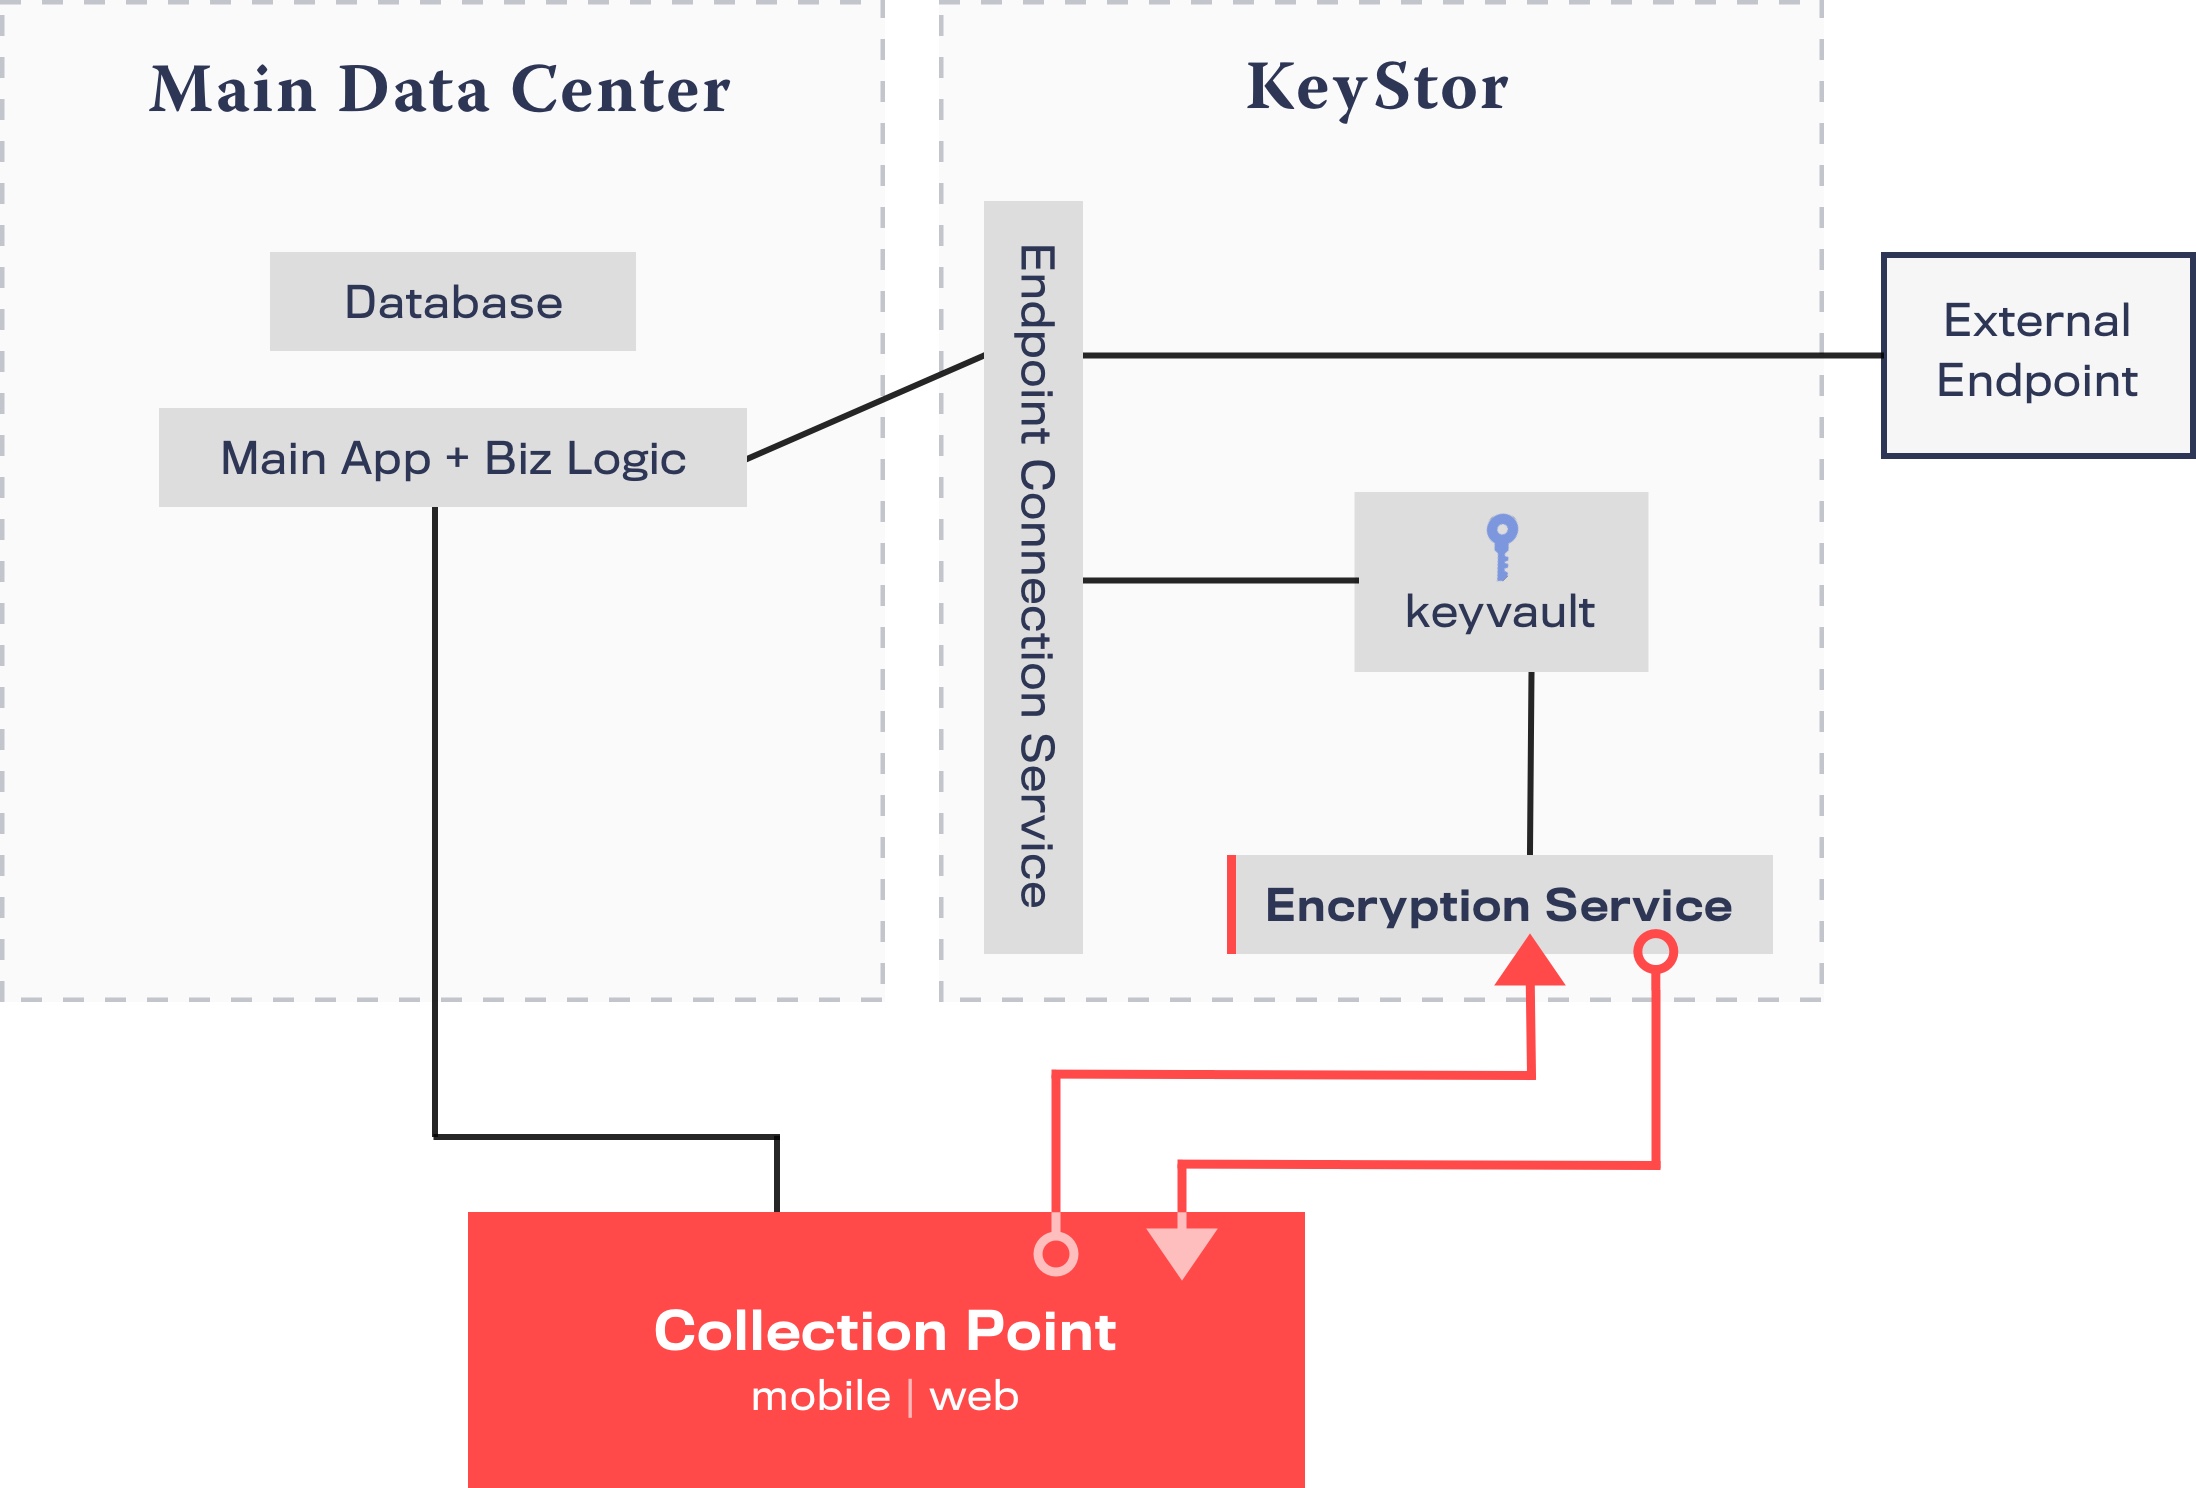 Main Data Center
KeyStor
Database
Main App + Biz Logic
Endpoint Connection Service
External
Endpoint
keyvault
Encryption Service
Collection Point
mobile | web